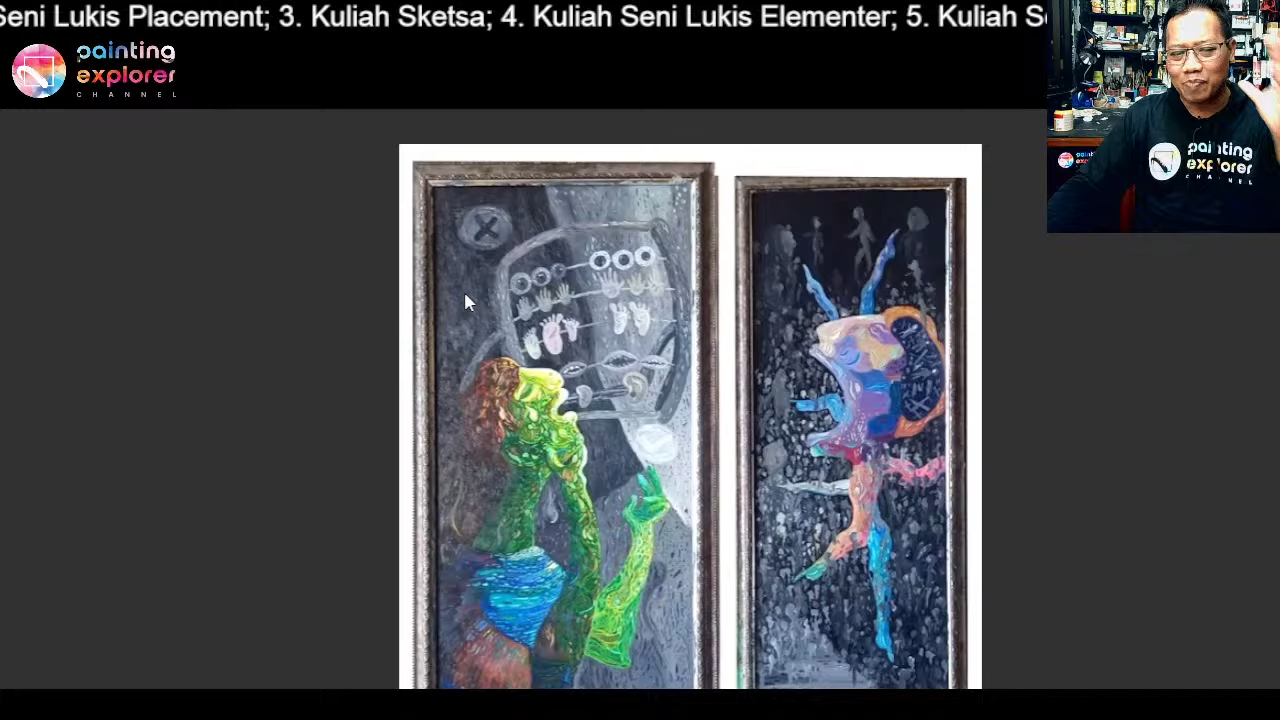 Seni Lukis Placement; 3. Kuliah Sketsa; 4. Kuliah Seni Lukis Elementer; 5. Kuliah Se
painting
explorer
CHANNEL
painting
explorer
CHANNEL